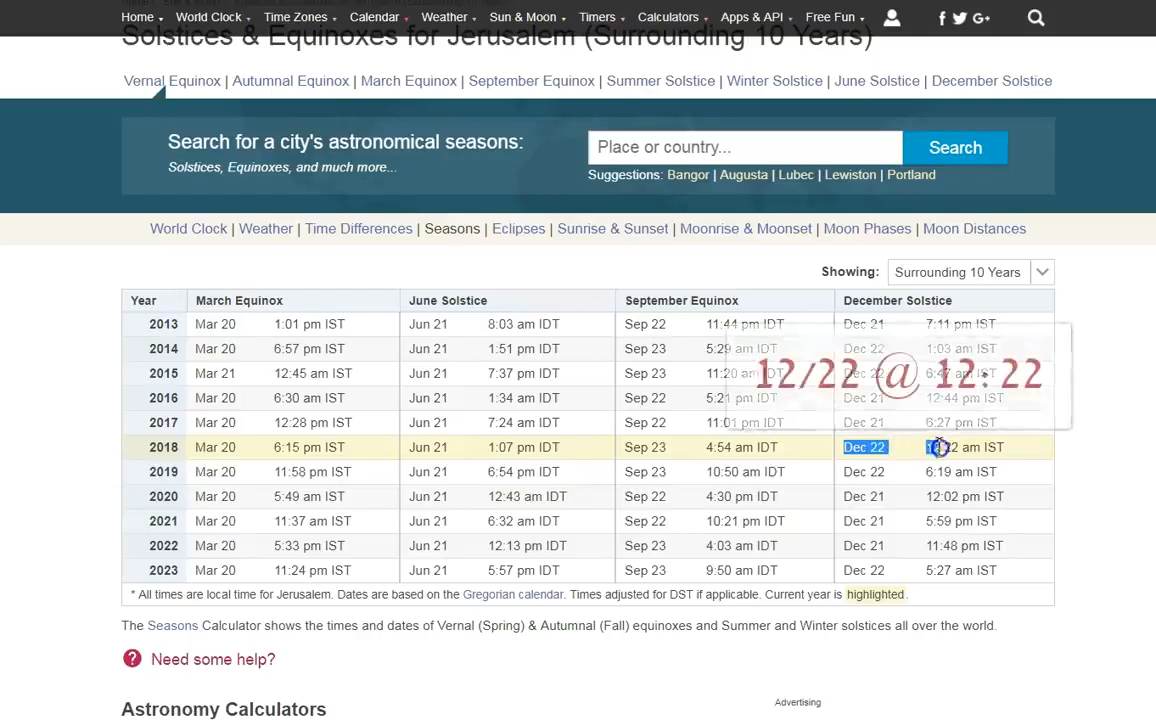 Home World Clock Time Zones Calendar Weather Sun & Moon Timers Calculators Apps & API Free Fun
Solstices & Equinoxes for Jerusalem (Surrounding 10 Years)
Vernal Equinox | Autumnal Equinox | March Equinox | September Equinox | Summer Solstice | Winter Solstice | June Solstice | December Solstice
Search for a city's astronomical seasons:
Solstices, Equinoxes, and much more...
Place or country... Search
Suggestions: Bangor | Augusta | Lubec | Lewiston | Portland
World Clock | Weather | Time Differences | Seasons | Eclipses | Sunrise & Sunset | Moonrise & Moonset | Moon Phases | Moon Distances
Showing: Surrounding 10 Years
Year March Equinox June Solstice September Equinox December Solstice
2013 Mar 20 1:01 pm IST Jun 21 8:03 am IDT Sep 22 11:44 pm IDT Dec 21 7:11 pm IST
2014 Mar 20 6:57 pm IST Jun 21 1:51 pm IDT Sep 23 5:29 am IDT Dec 22 1:03 am IST
2015 Mar 21 12:45 am IST Jun 21 7:37 pm IDT Sep 23 11:20 am IDT Dec 22 6:47 am IST
12/22 @ 12:22
2016 Mar 20 6:30 am IST Jun 21 1:34 am IDT Sep 22 5:21 pm IDT Dec 21 12:44 pm IST
2017 Mar 20 12:28 pm IST Jun 21 7:24 am IDT Sep 22 11:01 pm IDT Dec 21 6:27 pm IST
2018 Mar 20 6:15 pm IST Jun 21 1:07 pm IDT Sep 23 4:54 am IDT Dec 22 12:22 am IST
2019 Mar 20 11:58 pm IST Jun 21 6:54 pm IDT Sep 23 10:50 am IDT Dec 22 6:19 am IST
2020 Mar 20 5:49 am IST Jun 21 12:43 am IDT Sep 22 4:30 pm IDT Dec 21 12:02 pm IST
2021 Mar 20 11:37 am IST Jun 21 6:32 am IDT Sep 22 10:21 pm IDT Dec 21 5:59 pm IST
2022 Mar 20 5:33 pm IST Jun 21 12:13 pm IDT Sep 23 4:03 am IDT Dec 21 11:48 pm IST
2023 Mar 20 11:24 pm IST Jun 21 5:57 pm IDT Sep 23 9:50 am IDT Dec 22 5:27 am IST
* All times are local time for Jerusalem. Dates are based on the Gregorian calendar. Times adjusted for DST if applicable. Current year is highlighted.
The Seasons Calculator shows the times and dates of Vernal (Spring) & Autumnal (Fall) equinoxes and Summer and Winter solstices all over the world.
? Need some help?
Advertising
Astronomy Calculators